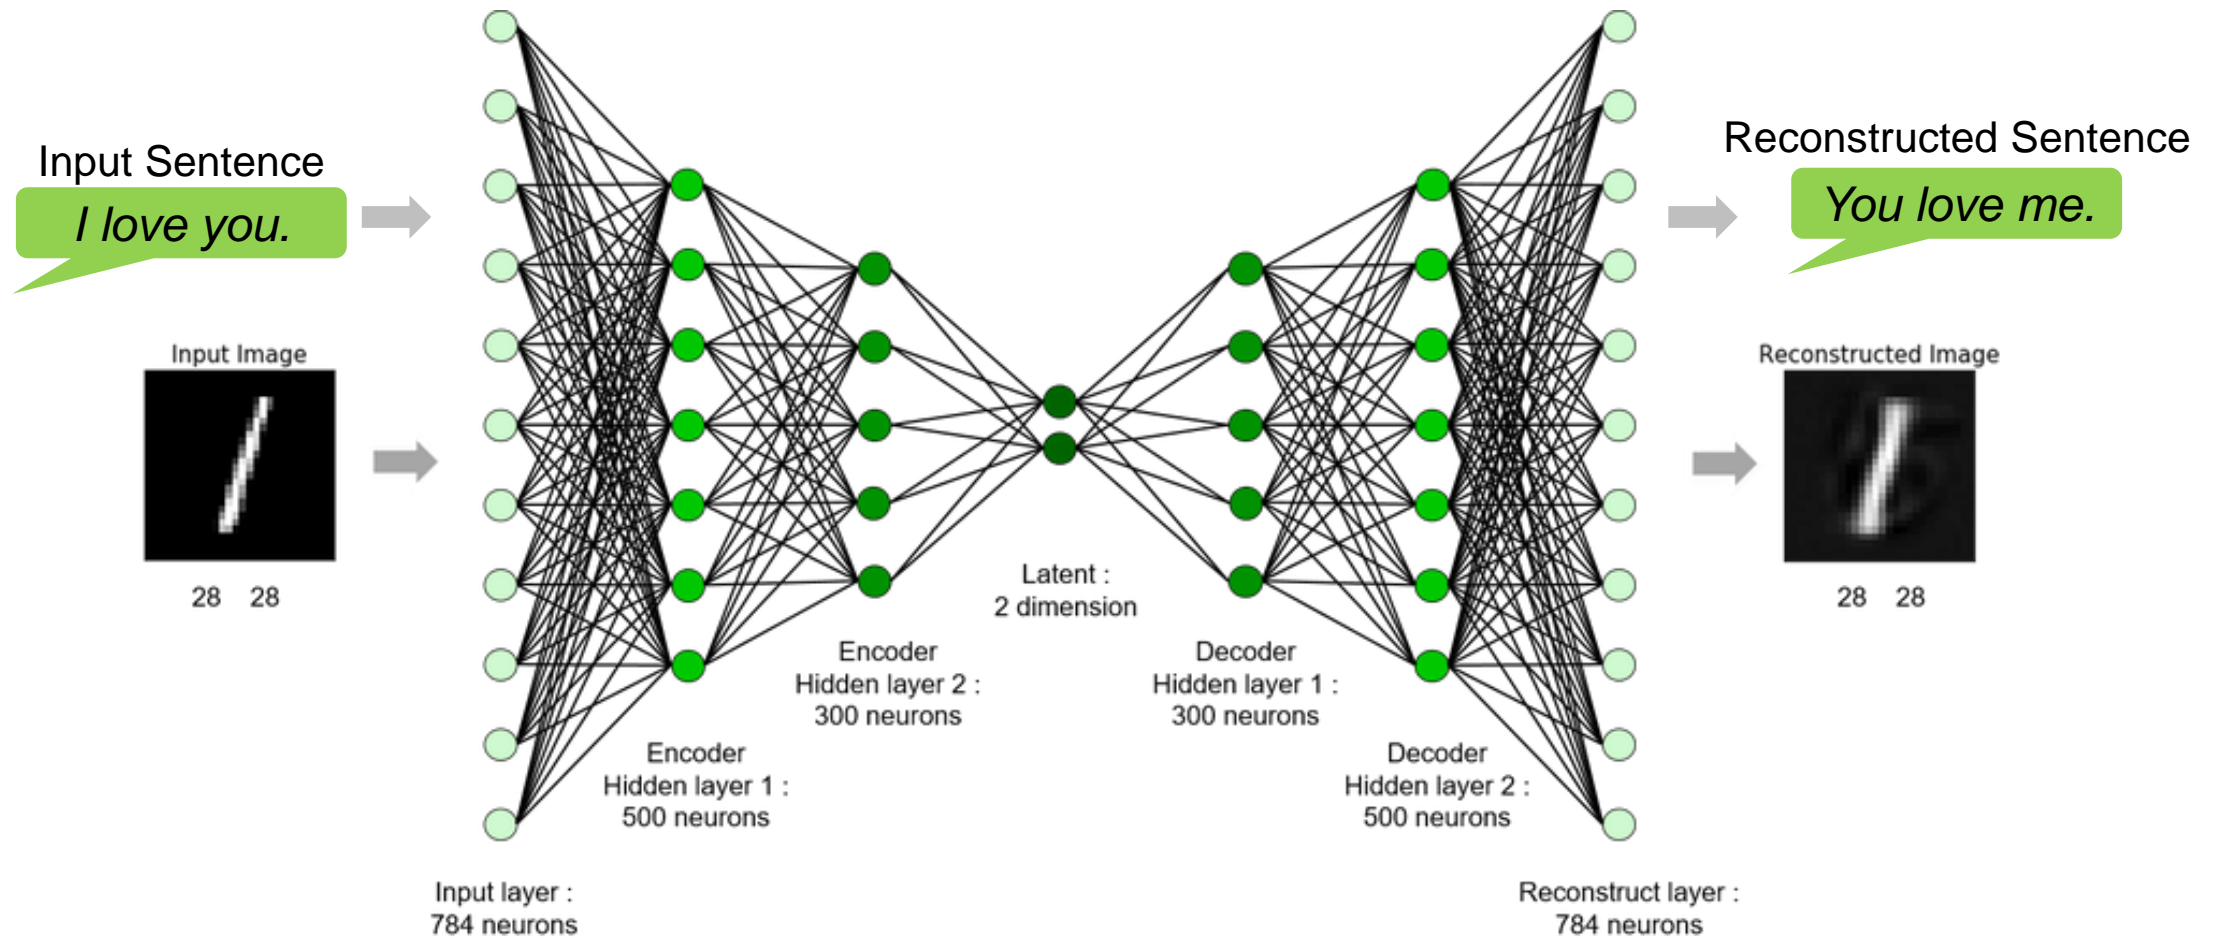 Input Sentence
I love you.
Input Image
28 28
Input layer :
784 neurons
Encoder
Hidden layer 1 :
500 neurons
Encoder
Hidden layer 2 :
300 neurons
Latent :
2 dimension
Decoder
Hidden layer 1 :
300 neurons
Decoder
Hidden layer 2 :
500 neurons
Reconstruct layer :
784 neurons
Reconstructed Sentence
You love me.
Reconstructed Image
28 28